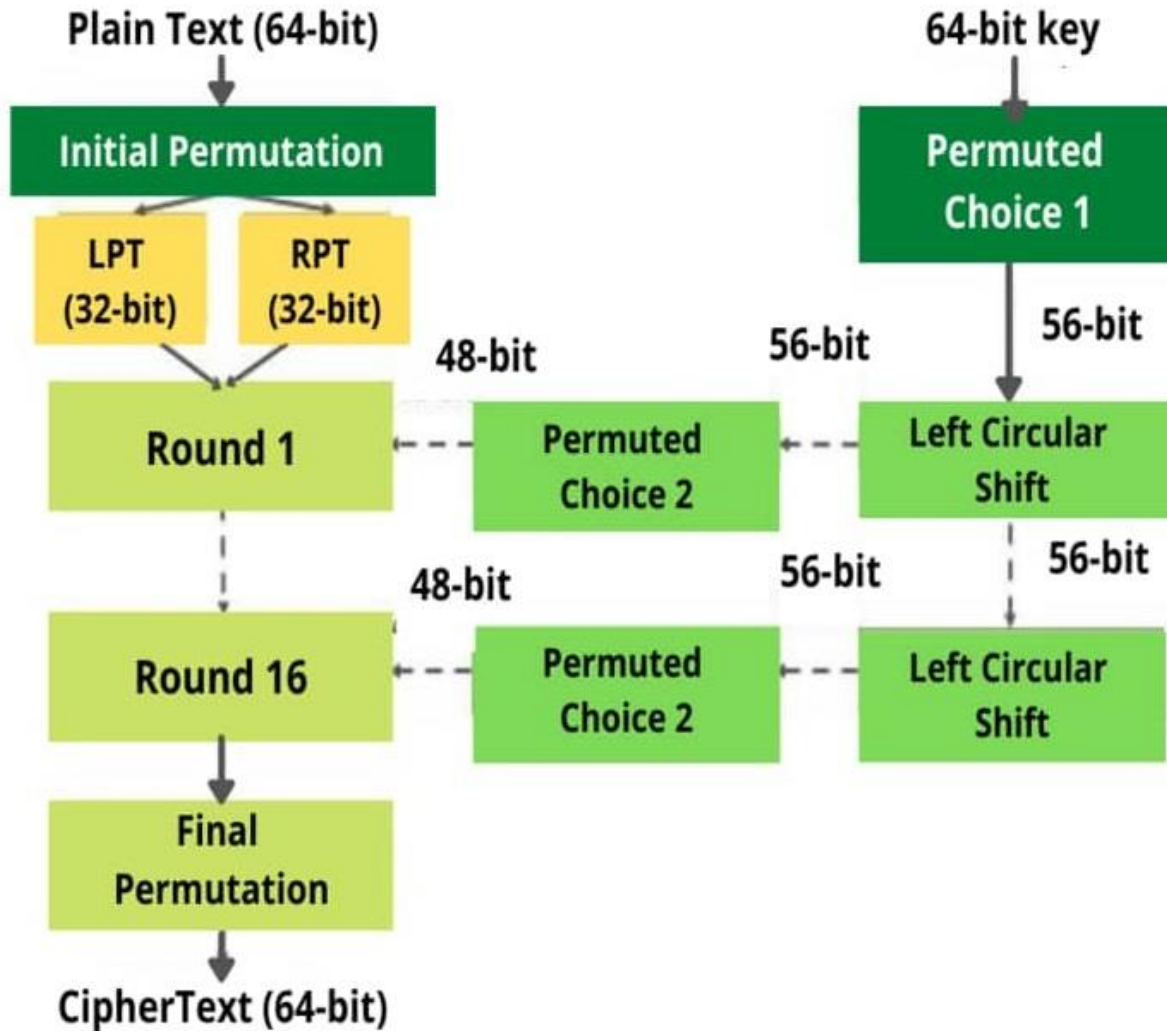 Plain Text (64-bit)
64-bit key
Initial Permutation
Permuted
Choice 1
LPT
(32-bit)
RPT
(32-bit)
56-bit
48-bit
56-bit
Round 1
Permuted
Choice 2
Left Circular
Shift
56-bit
48-bit
56-bit
Round 16
Permuted
Choice 2
Left Circular
Shift
Final
Permutation
CipherText (64-bit)